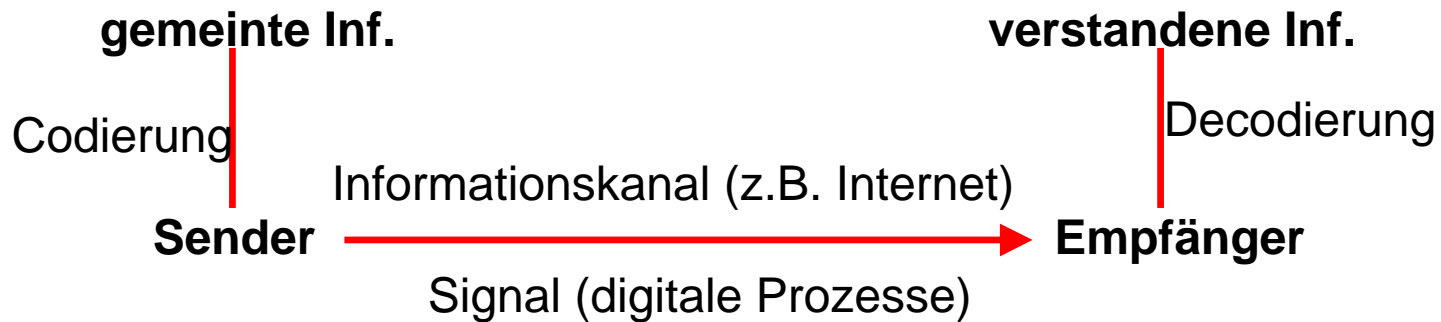 gemeinte Inf.
verstandene Inf.
Codierung
Decodierung
Informationskanal (z.B. Internet)
Sender
Empfänger
Signal (digitale Prozesse)